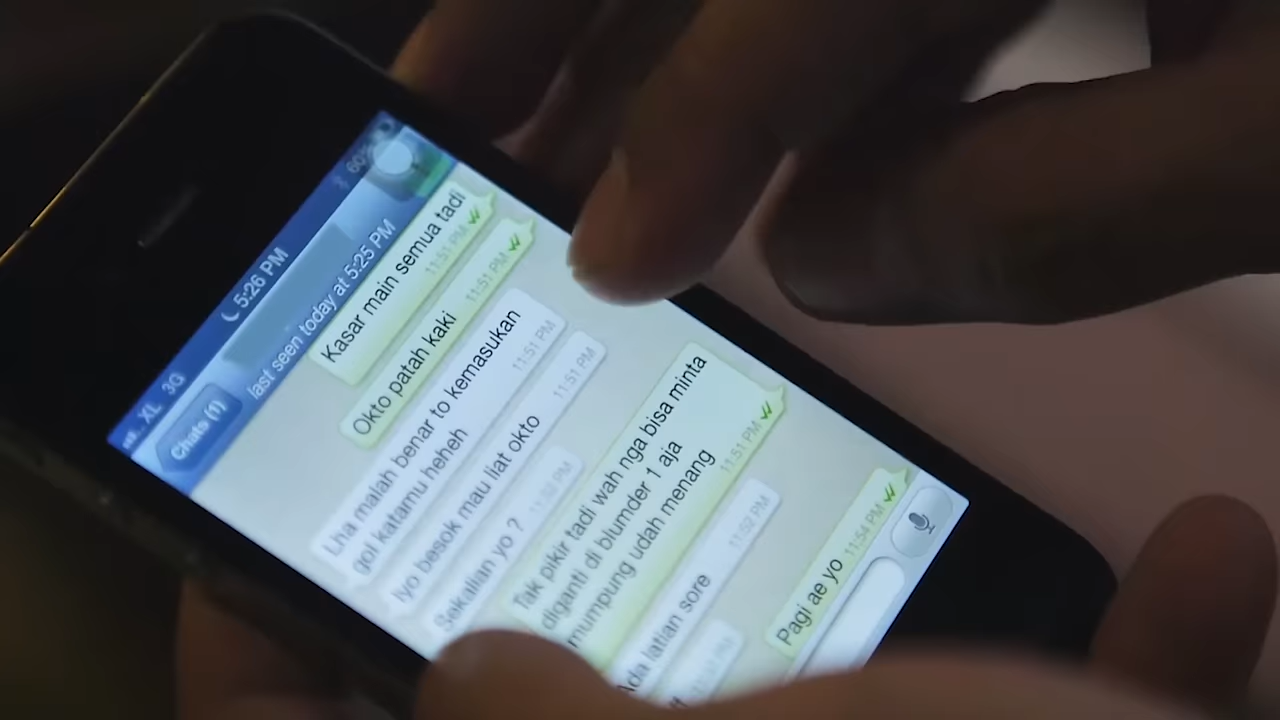 XL 3G 5:26 PM
Chats (1)
last seen today at 5:25 PM
Kasar main semua tadi
11:51 PM
Okto patah kaki
11:51 PM
Lha malah benar to kemasukan
got katamu heheh
11:51 PM
Iyo besok mau liat okto
11:51 PM
Sekalian yo ?
Tak pikir tadi wah nga bisa minta
diganti di blumder 1 aja
mumpung udah menang
11:51 PM
Ada latian sore
11:52 PM
Pagi ae yo
11:54 PM